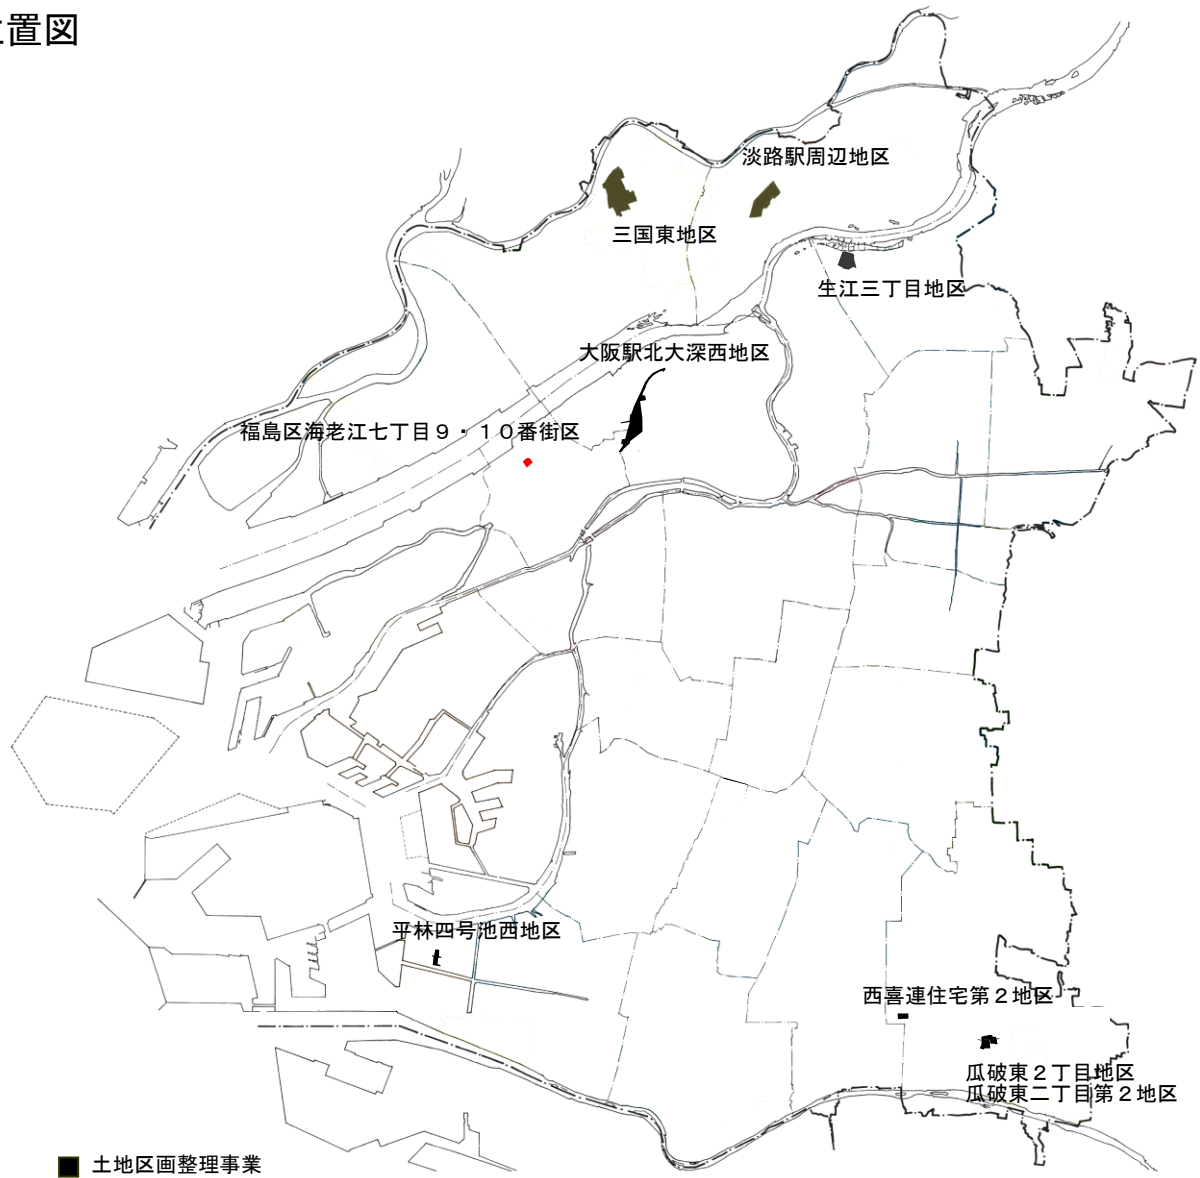 置図
淡路駅周辺地区
三国東地区
生江三丁目地区
大阪駅北大深西地区
福島区海老江七丁目９・１０番街区
平林四号池西地区
西喜連住宅第２地区
瓜破東２丁目地区
瓜破東二丁目第２地区
土地区画整理事業